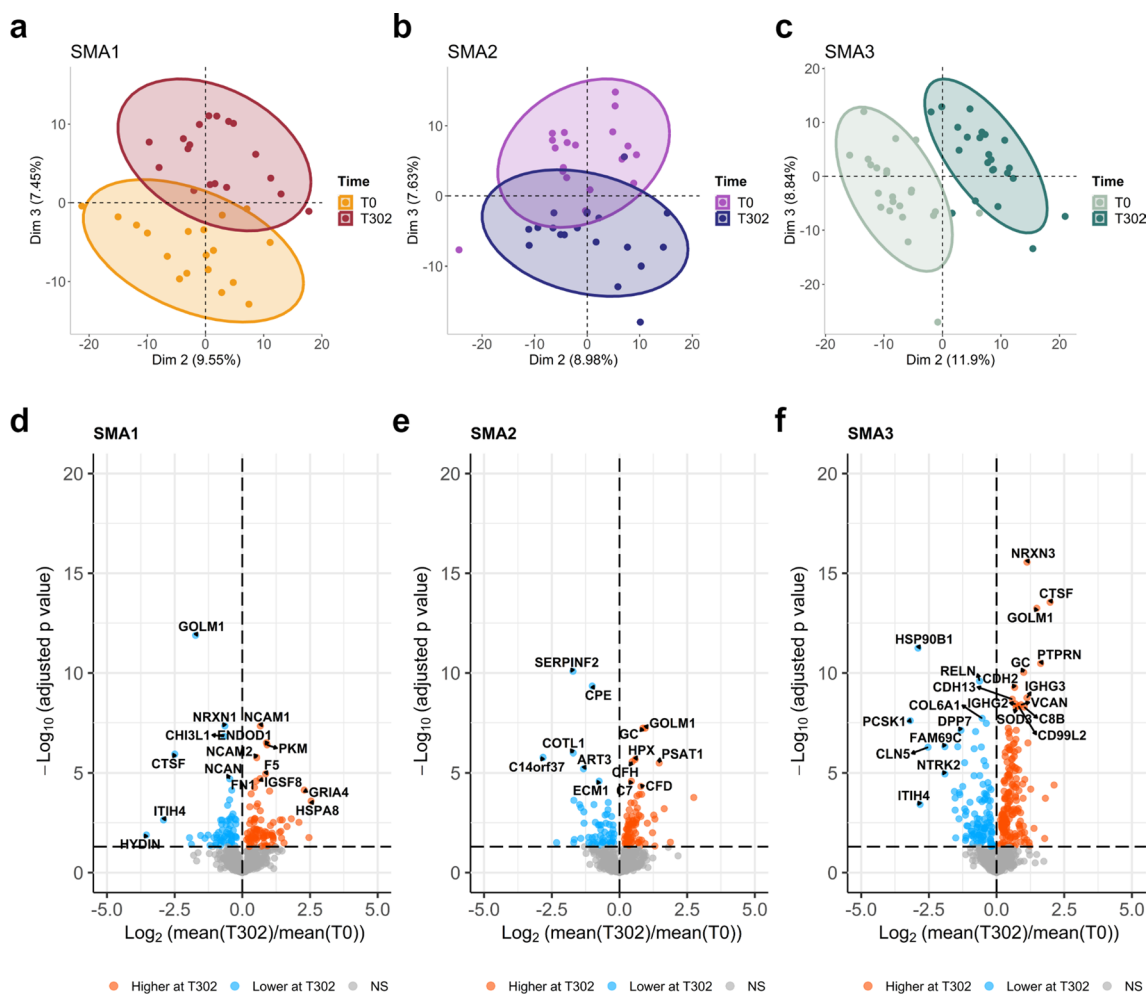 a
SMA1
10
0
-10
-20
-10
0
10
20
Dim 3 (7.45%)
Dim 2 (9.55%)
Time
T0
T302
b
SMA2
10
0
-10
-20
-10
0
10
20
Dim 3 (7.63%)
Dim 2 (8.98%)
Time
T0
T302
c
SMA3
20
10
0
-10
-20
-20
-10
0
10
20
Dim 3 (8.84%)
Dim 2 (11.9%)
Time
T0
T302
d
SMA1
20
15
10
5
0
− Log10 (adjusted p value)
GOLM1
NRXN1
NCAM1
CHI3L1
ENDOD1
NCAM2
PKM
CTSF
F5
NCAN
IGSF8
FN1
GRIA4
HSPA8
ITIH4
HYDIN
-5.0
-2.5
0.0
2.5
5.0
Log2 (mean(T302)/mean(T0))
Higher at T302
Lower at T302
NS
e
SMA2
20
15
10
5
0
− Log10 (adjusted p value)
SERPINF2
CPE
GOLM1
GC
COTL1
HPX
PSAT1
ART3
C14orf37
CFH
ECM1
C7
CFD
-5.0
-2.5
0.0
2.5
5.0
Log2 (mean(T302)/mean(T0))
Higher at T302
Lower at T302
NS
f
SMA3
20
15
10
5
0
− Log10 (adjusted p value)
NRXN3
CTSF
GOLM1
HSP90B1
PTPRN
GC
RELN
CDH2
CDH13
IGHG3
IGHG2
VCAN
COL6A1
SOD3
C8B
PCSK1
DPP7
CD99L2
FAM69C
CLN5
NTRK2
ITIH4
-5.0
-2.5
0.0
2.5
5.0
Log2 (mean(T302)/mean(T0))
Higher at T302
Lower at T302
NS